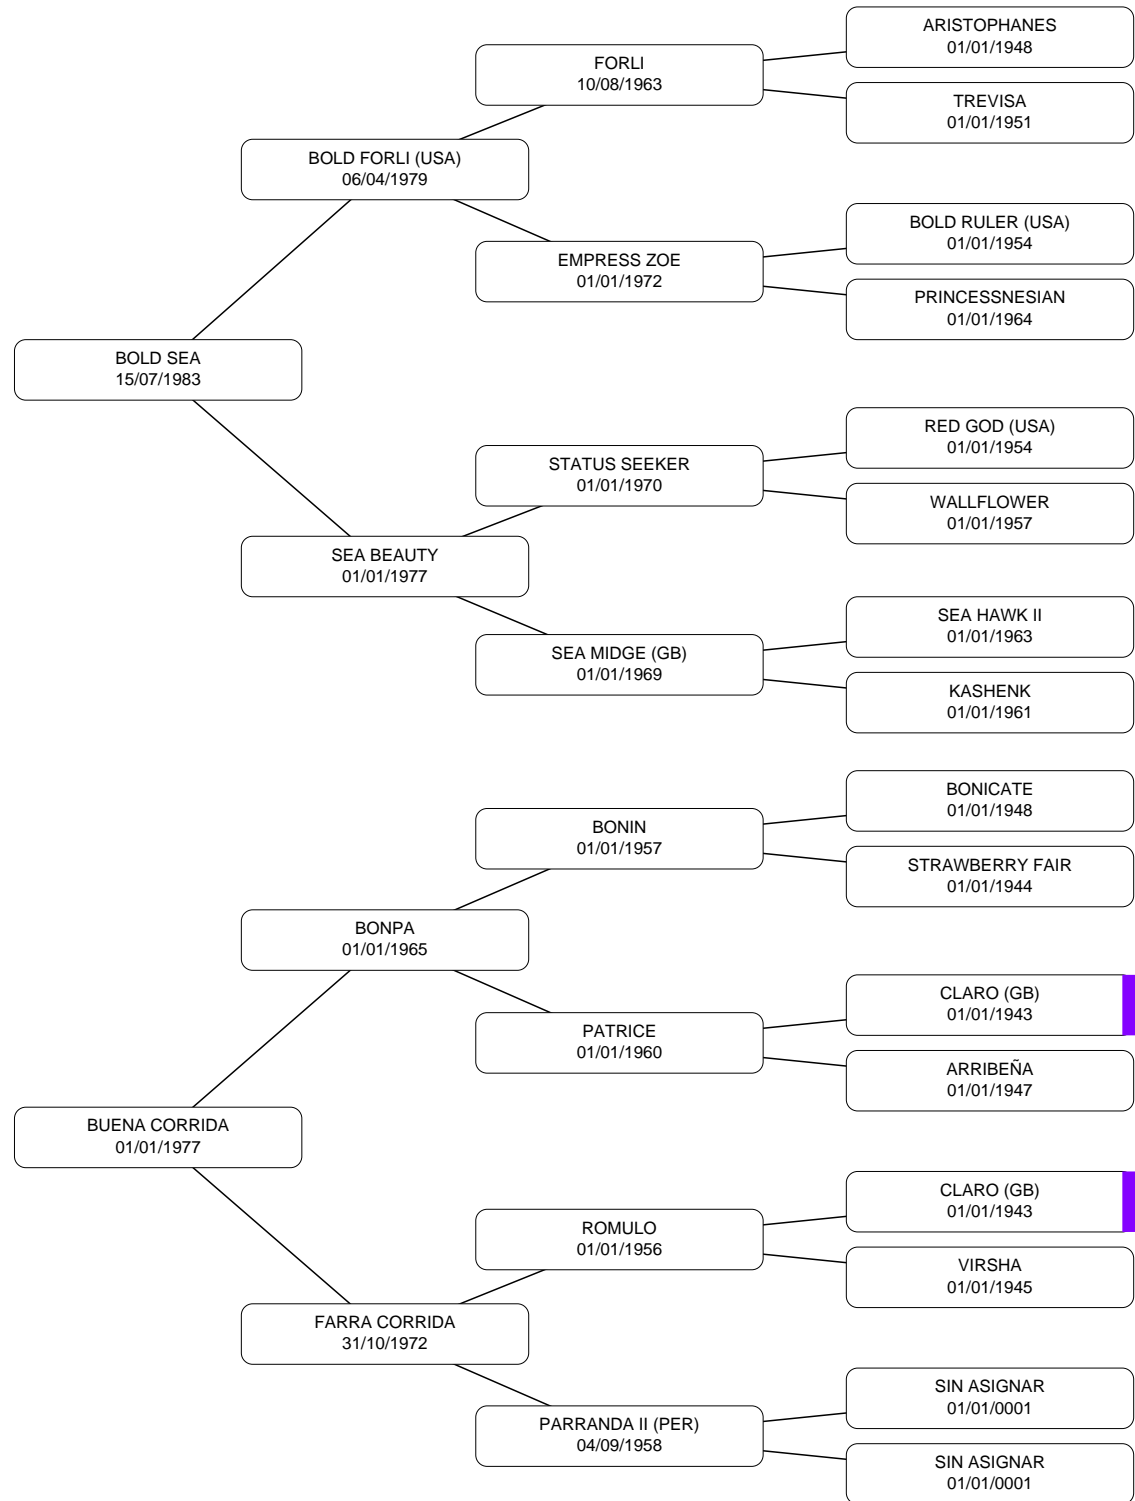 ARISTOPHANES
01/01/1948
FORLI
10/08/1963
TREVISA
01/01/1951
BOLD FORLI (USA)
06/04/1979
BOLD RULER (USA)
01/01/1954
EMPRESS ZOE
01/01/1972
PRINCESSNESIAN
01/01/1964
BOLD SEA
15/07/1983
RED GOD (USA)
01/01/1954
STATUS SEEKER
01/01/1970
WALLFLOWER
01/01/1957
SEA BEAUTY
01/01/1977
SEA HAWK II
01/01/1963
SEA MIDGE (GB)
01/01/1969
KASHENK
01/01/1961
BONICATE
01/01/1948
BONIN
01/01/1957
STRAWBERRY FAIR
01/01/1944
BONPA
01/01/1965
CLARO (GB)
01/01/1943
PATRICE
01/01/1960
ARRIBEÑA
01/01/1947
BUENA CORRIDA
01/01/1977
CLARO (GB)
01/01/1943
ROMULO
01/01/1956
VIRSHA
01/01/1945
FARRA CORRIDA
31/10/1972
SIN ASIGNAR
01/01/0001
PARRANDA II (PER)
04/09/1958
SIN ASIGNAR
01/01/0001